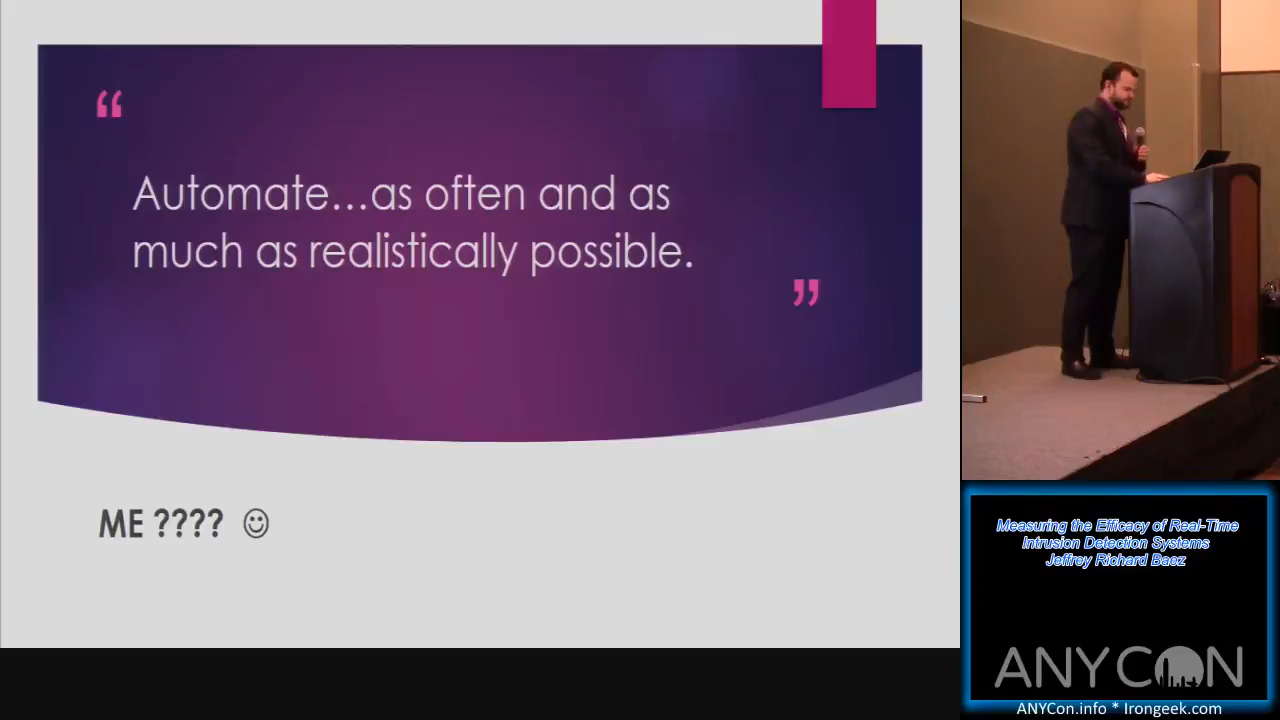 “
Automate…as often and as
much as realistically possible.
”
ME ???? ☺
Measuring the Efficacy of Real-Time
Intrusion Detection Systems
Jeffrey Richard Baez
ANYCON
ANYCon.info * Irongeek.com